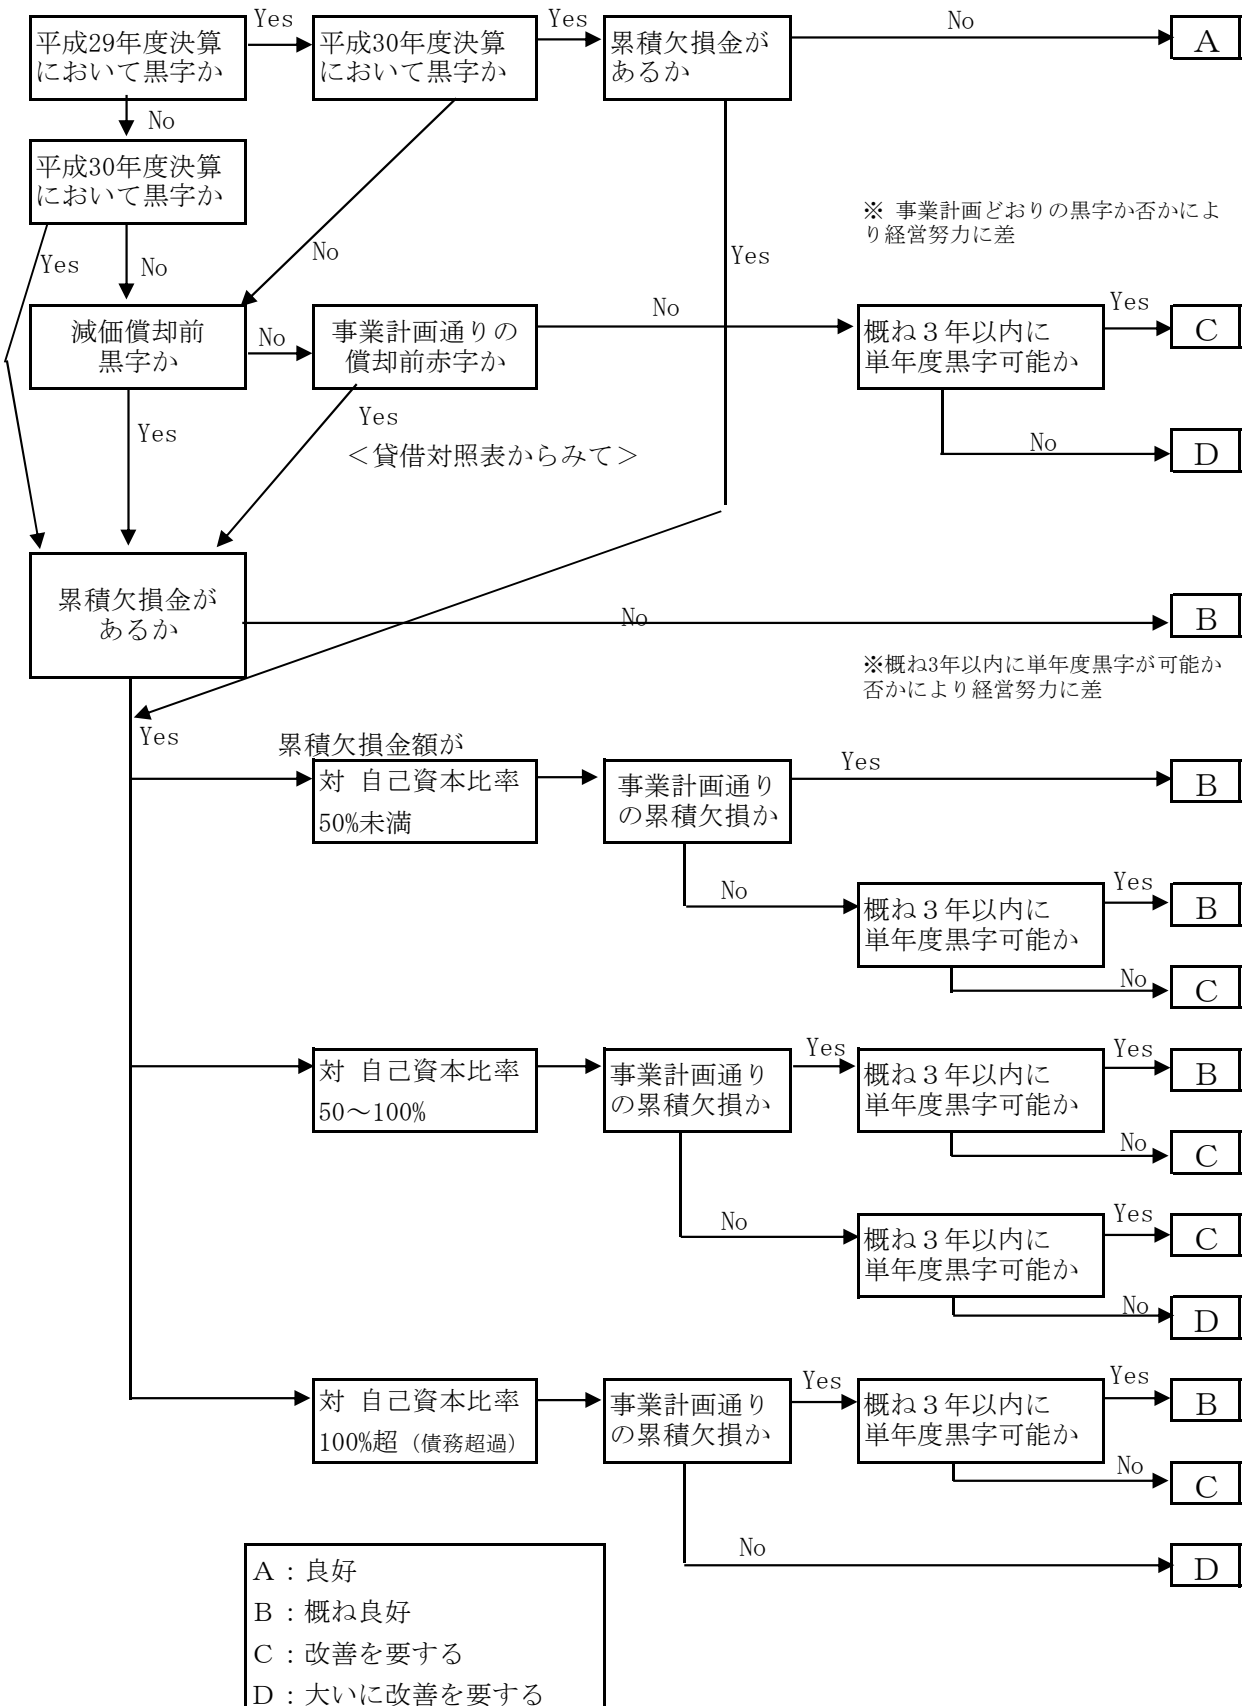 Yes
Yes
No
平成29年度決算
において黒字か
平成30年度決算
において黒字か
累積欠損金が
あるか
A
No
平成30年度決算
において黒字か
※ 事業計画どおりの黒字か否かによ
り経営努力に差
Yes
No
No
Yes
減価償却前
黒字か
No
事業計画通りの
償却前赤字か
No
概ね3年以内に
単年度黒字可能か
Yes
C
Yes
Yes
<貸借対照表からみて>
No
D
累積欠損金が
あるか
No
B
※概ね3年以内に単年度黒字が可能か
否かにより経営努力に差
Yes
累積欠損金額が
対 自己資本比率
50%未満
事業計画通り
の累積欠損か
Yes
B
No
概ね3年以内に
単年度黒字可能か
Yes
B
No
C
対 自己資本比率
50~100%
事業計画通り
の累積欠損か
Yes
概ね3年以内に
単年度黒字可能か
Yes
B
No
C
No
概ね3年以内に
単年度黒字可能か
Yes
C
No
D
対 自己資本比率
100%超 (債務超過)
事業計画通り
の累積欠損か
Yes
概ね3年以内に
単年度黒字可能か
Yes
B
No
C
No
D
A:良好
B:概ね良好
C:改善を要する
D:大いに改善を要する